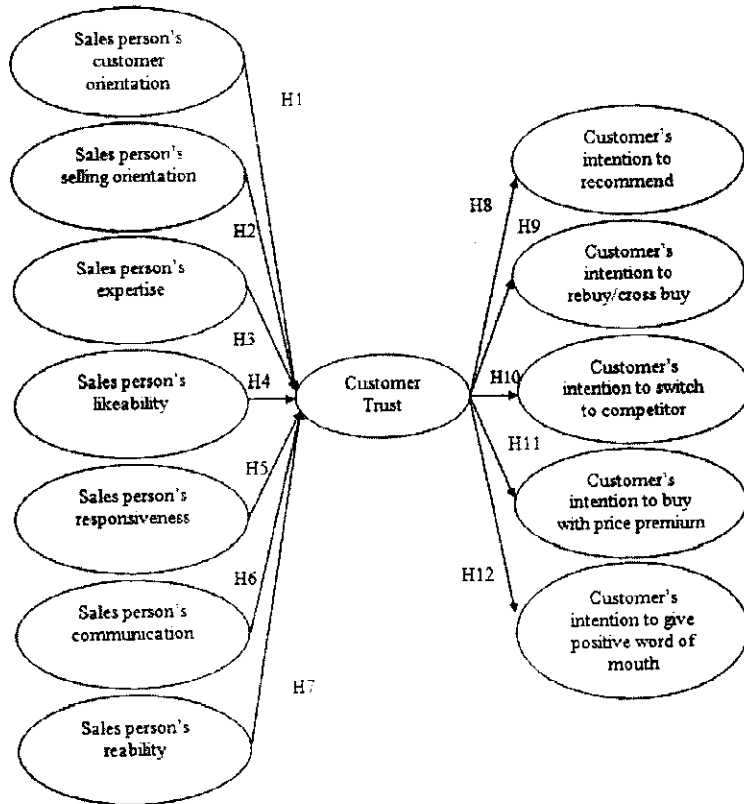 Sales person's
customer
orientation
H1
Sales person's
selling orientation
H2
Sales person's
expertise
H3
Sales person's
likeability
H4
Sales person's
responsiveness
H5
Sales person's
communication
H6
Sales person's
reability
H7
Customer
Trust
H8
Customer's
intention to
recommend
H9
Customer's
intention to
rebuy/cross buy
H10
Customer's
intention to switch
to competitor
H11
Customer's
intention to buy
with price premium
H12
Customer's
intention to give
positive word of
mouth